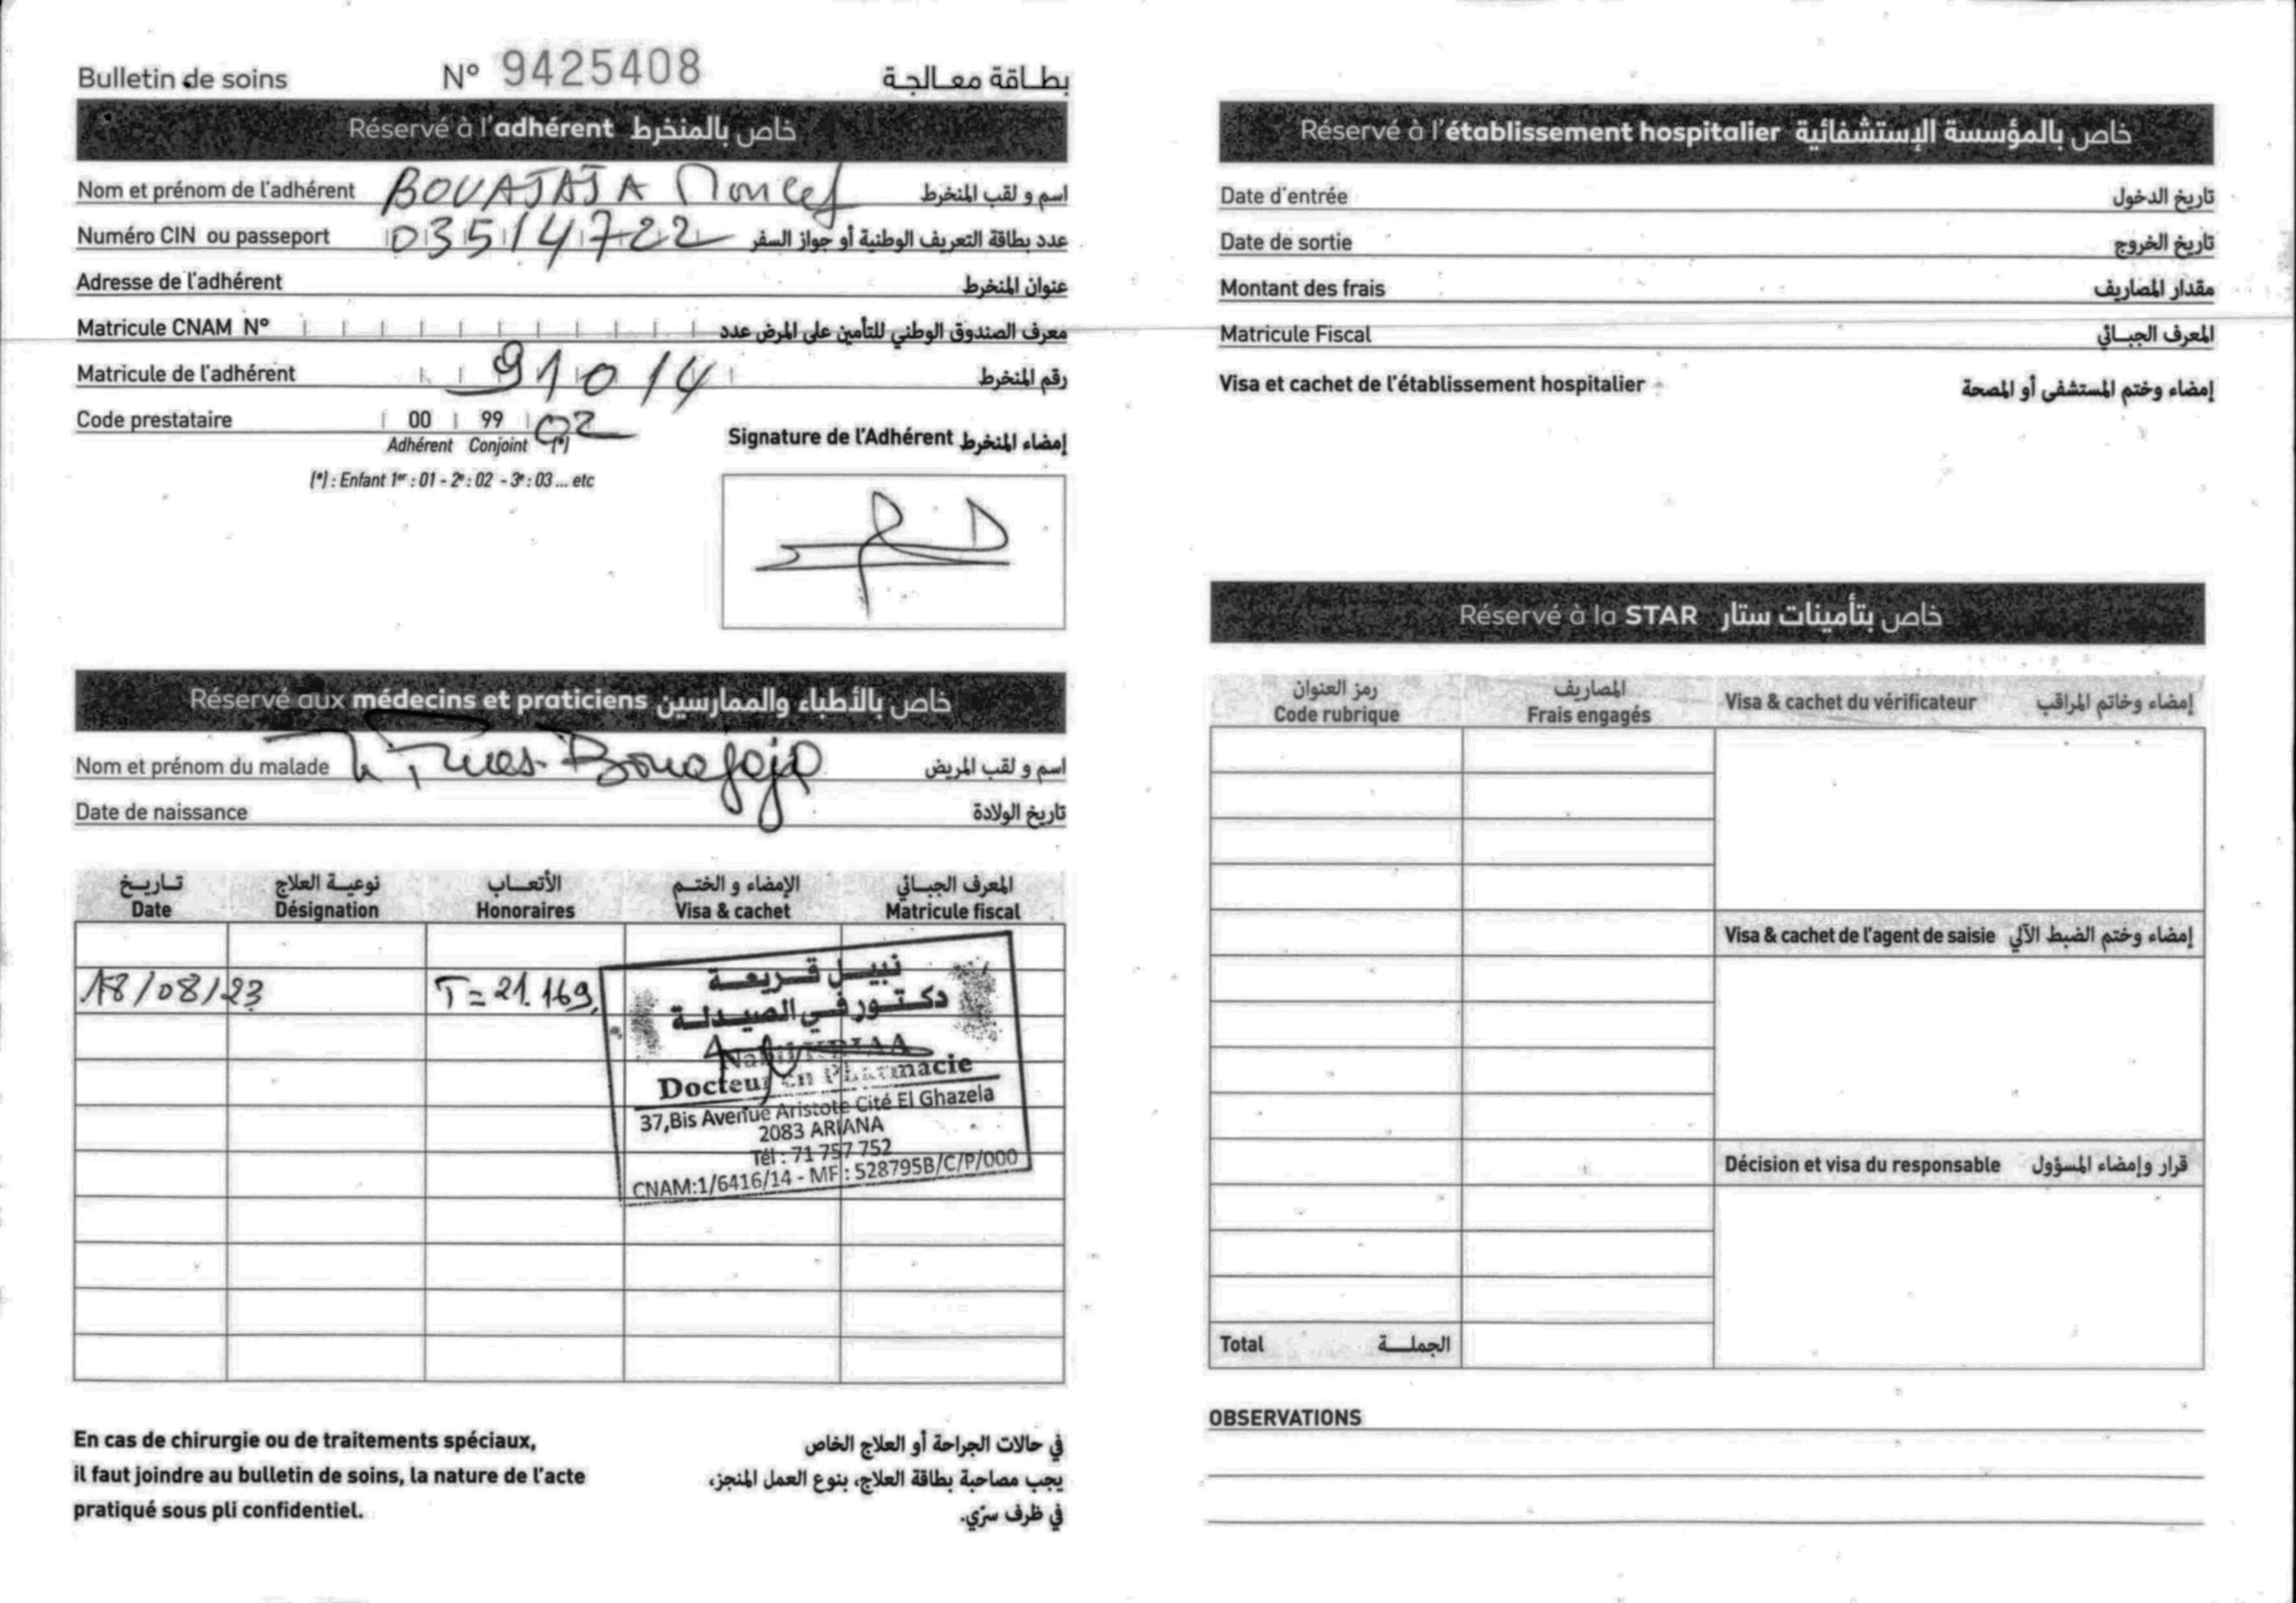 Bulletin de soins N° 9425408 بطاقة معالجة
Réservé à l'adhérent خاص بالمنخرط
Nom et prénom de l'adhérent BOUAJAJA Moncef اسم و لقب المنخرط
Numéro CIN ou passeport 03514722 عدد بطاقة التعريف الوطنية أو جواز السفر
Adresse de l'adhérent عنوان المنخرط
Matricule CNAM N° معرف الصندوق الوطني للتأمين على المرض عدد
Matricule de l'adhérent 91014 رقم المنخرط
Code prestataire 00 99 02
Adhérent Conjoint (*)
(*) : Enfant 1er : 01 - 2e : 02 - 3e : 03 ... etc
Signature de l'Adhérent إمضاء المنخرط
Réservé aux médecins et praticiens خاص بالأطباء والممارسين
Nom et prénom du malade Bouajaja اسم و لقب المريض
Date de naissance تاريخ الولادة
تاريخ نوعية العلاج الأتعاب الإمضاء و الختم المعرف الجبائي
Date Désignation Honoraires Visa & cachet Matricule fiscal
18/08/23 T= 21.169
نبيل قريعة
دكتور في الصيدلة
Nabil KRIAA
Docteur en Pharmacie
37,Bis Avenue Aristote Cité El Ghazela
2083 ARIANA
Tél : 71 757 752
CNAM:1/6416/14 - MF : 528795B/C/P/000
En cas de chirurgie ou de traitements spéciaux,
il faut joindre au bulletin de soins, la nature de l'acte
pratiqué sous pli confidentiel.
في حالات الجراحة أو العلاج الخاص
يجب مصاحبة بطاقة العلاج، بنوع العمل المنجز،
في ظرف سرّي.
Réservé à l'établissement hospitalier خاص بالمؤسسة الإستشفائية
Date d'entrée تاريخ الدخول
Date de sortie تاريخ الخروج
Montant des frais مقدار المصاريف
Matricule Fiscal المعرف الجبائي
Visa et cachet de l'établissement hospitalier إمضاء وختم المستشفى أو المصحة
Réservé à la STAR خاص بتأمينات ستار
رمز العنوان المصاريف
Code rubrique Frais engagés Visa & cachet du vérificateur إمضاء وخاتم المراقب
Visa & cachet de l'agent de saisie إمضاء وختم الضبط الآلي
Décision et visa du responsable قرار وإمضاء المسؤول
Total الجملة
OBSERVATIONS